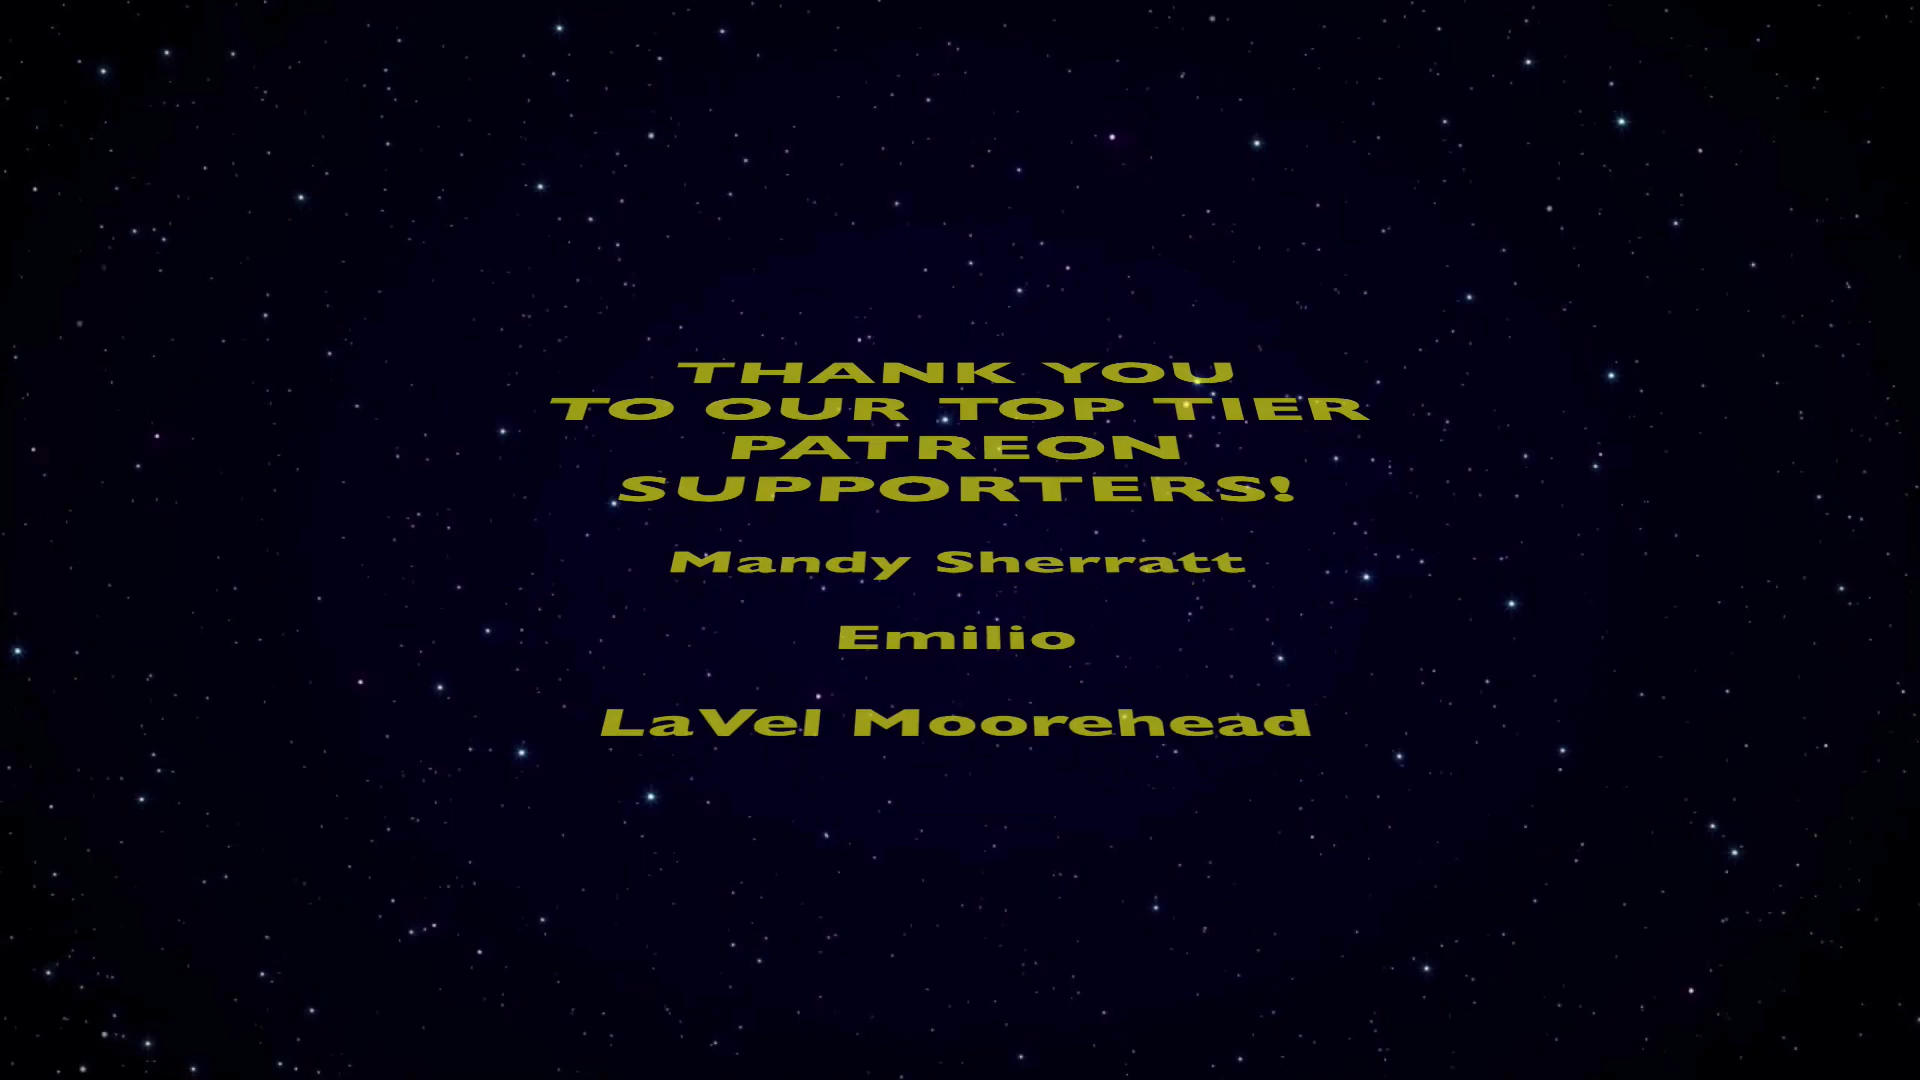 THANK YOU
TO OUR TOP TIER
PATREON
SUPPORTERS!
Mandy Sherratt
Emilio
LaVel Moorehead